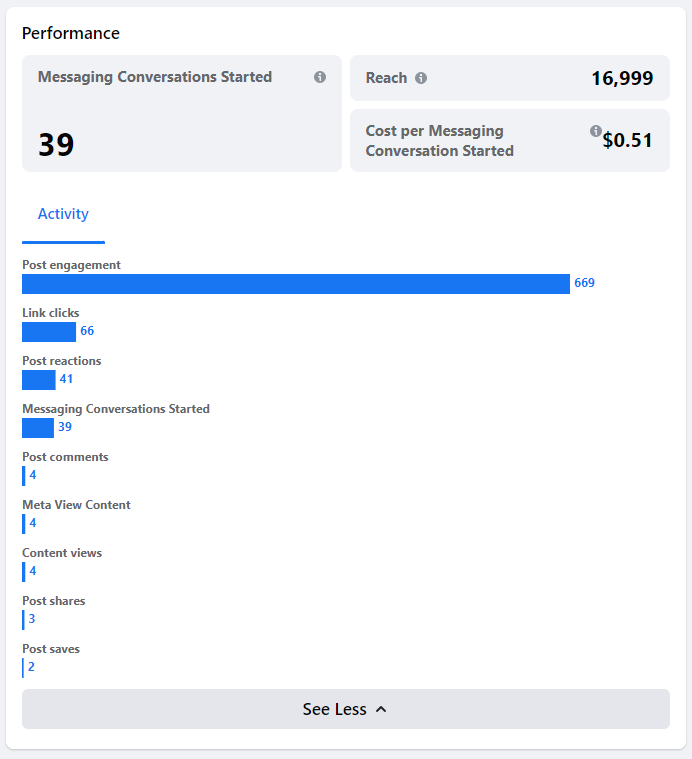 Performance
Messaging Conversations Started
39
Reach
16,999
Cost per Messaging
Conversation Started
$0.51
Activity
Post engagement
669
Link clicks
66
Post reactions
41
Messaging Conversations Started
39
Post comments
4
Meta View Content
4
Content views
4
Post shares
3
Post saves
2
See Less